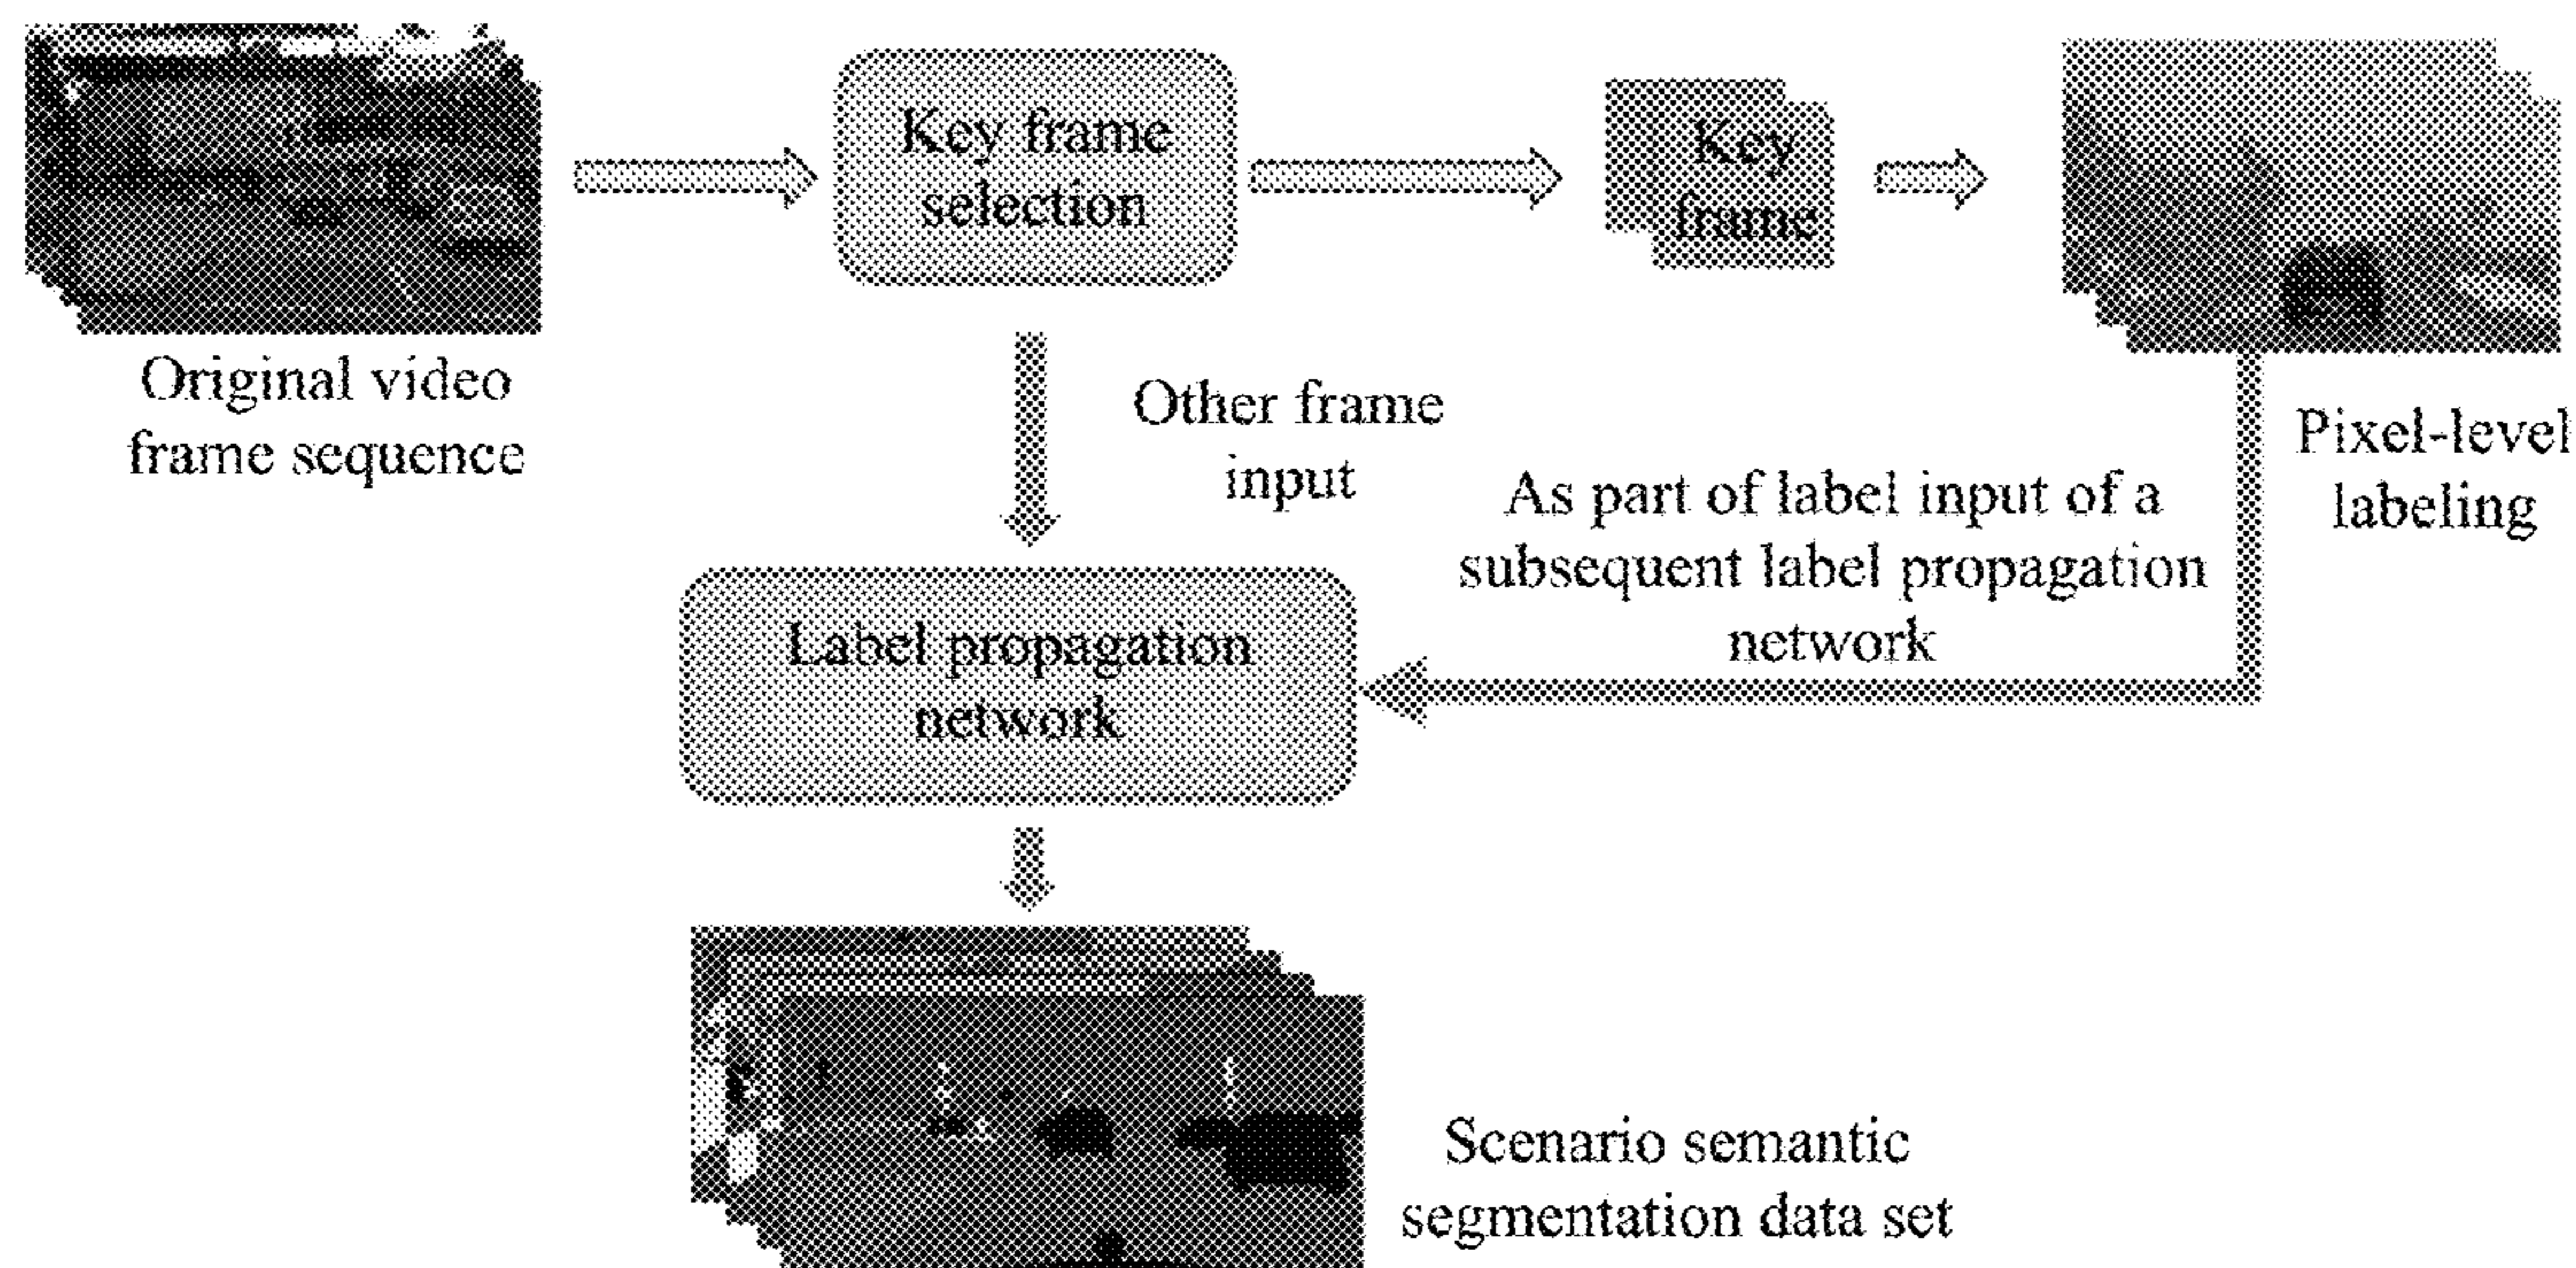 Key frame
selection
Key
frame
Original video
frame sequence
Other frame
input
Pixel-level
labeling
As part of label input of a
subsequent label propagation
network
Label propagation
network
Scenario semantic
segmentation data set